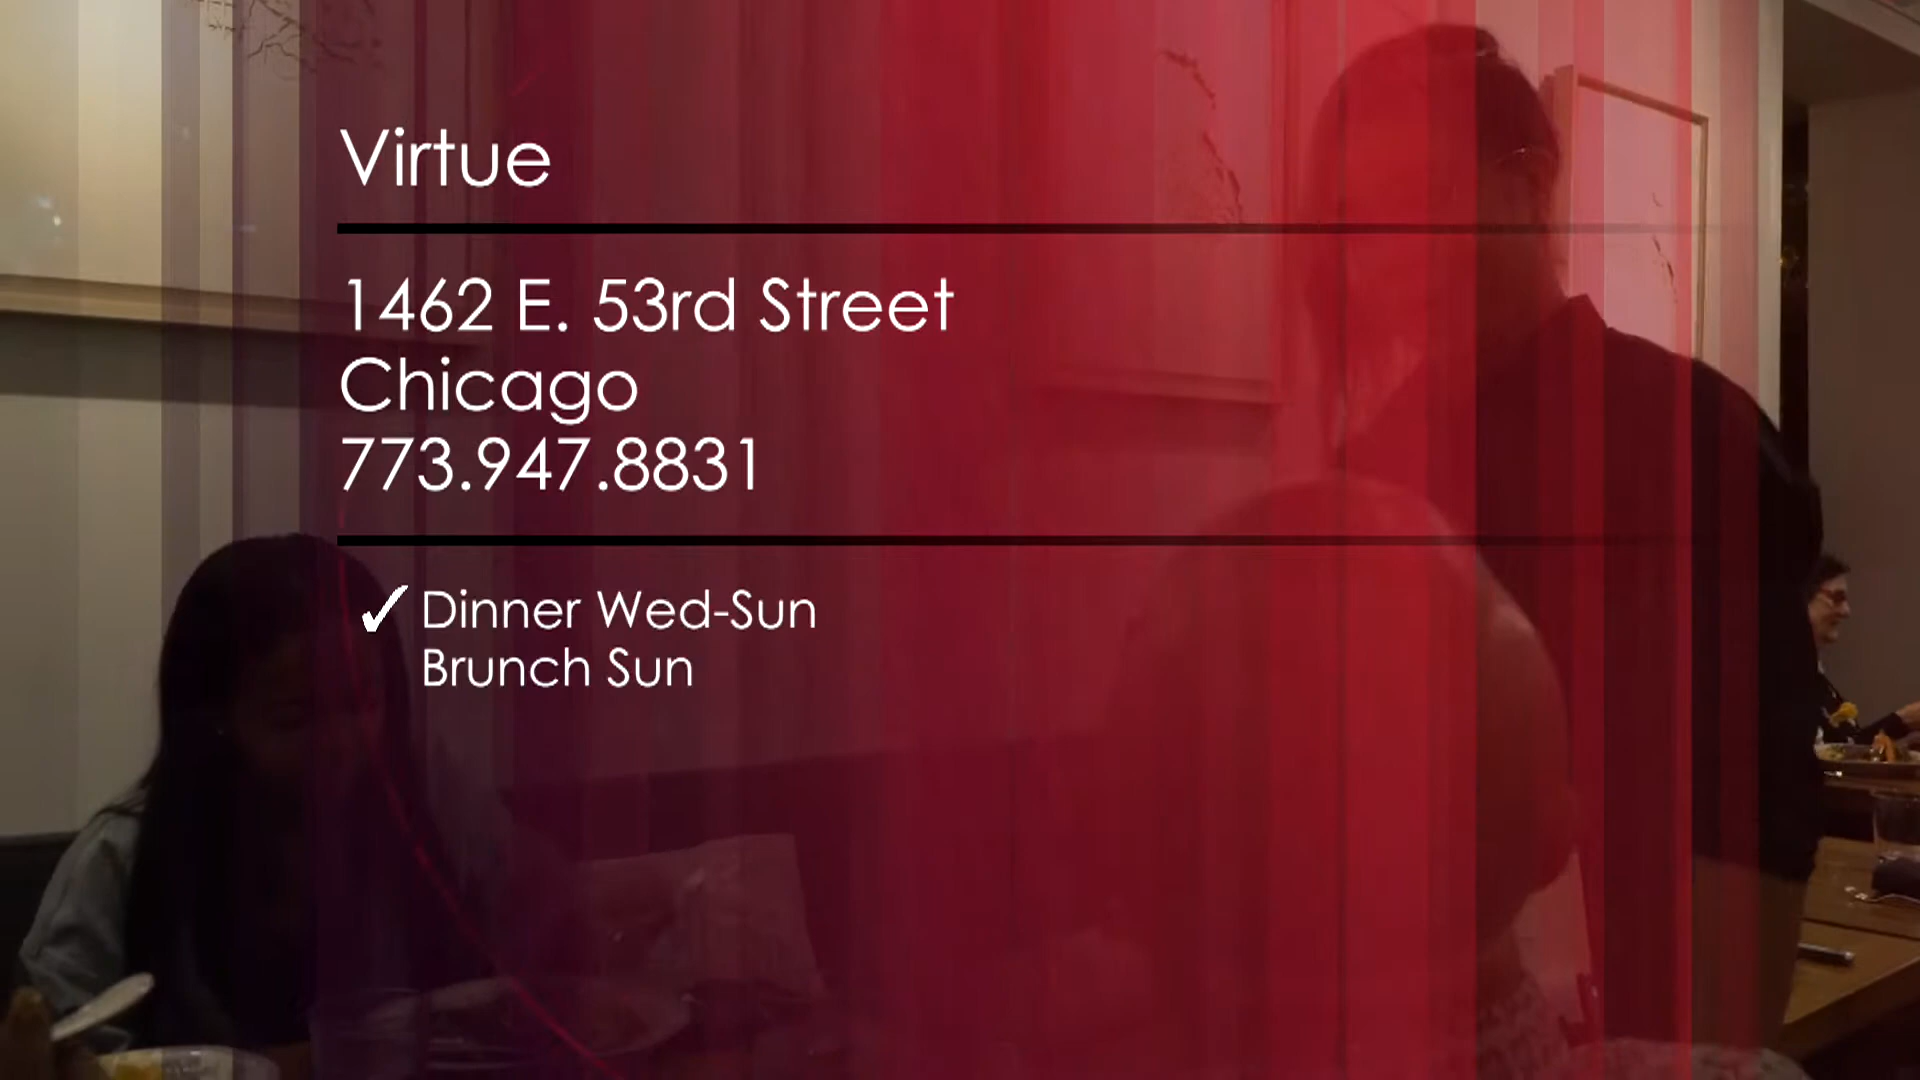 Virtue
1462 E. 53rd Street
Chicago
773.947.8831
✓ Dinner Wed-Sun
Brunch Sun